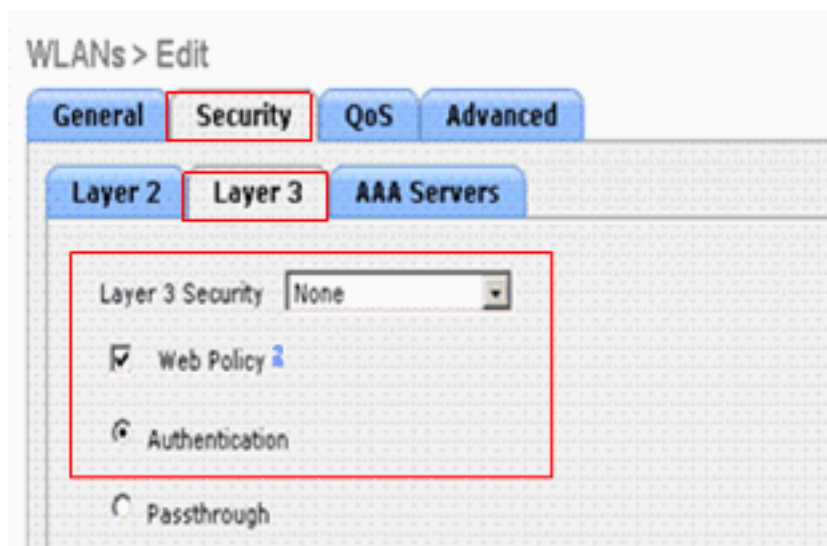 WLANs > Edit
General Security QoS Advanced
Layer 2 Layer 3 AAA Servers
Layer 3 Security None
Web Policy 2
Authentication
Passthrough